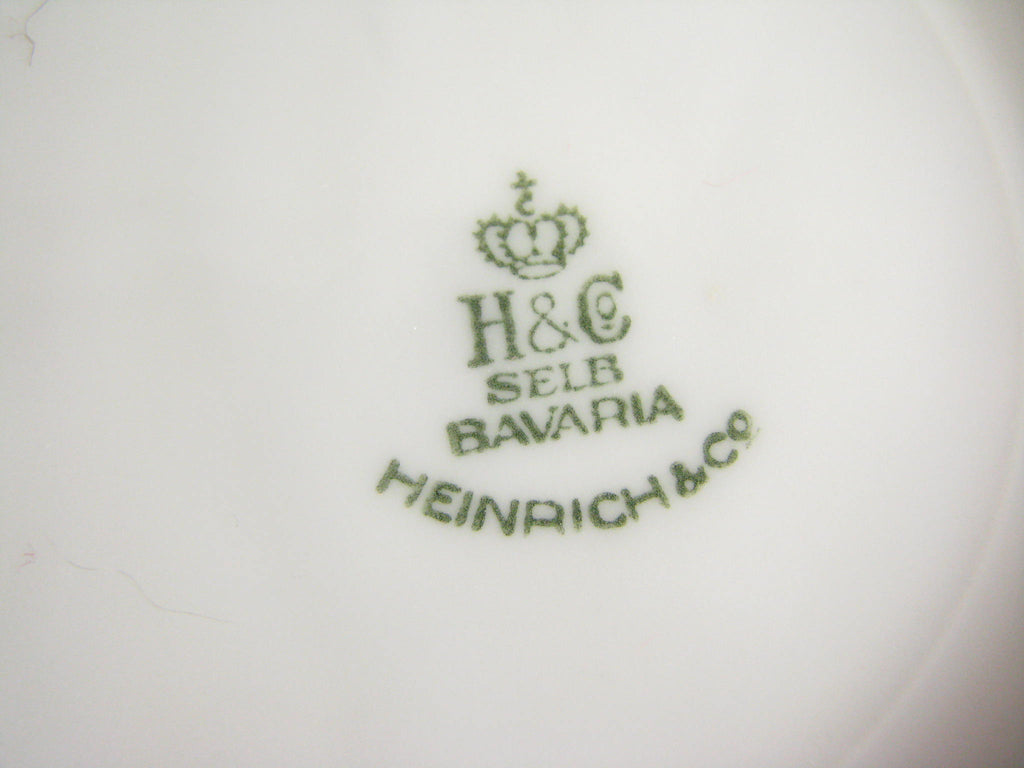 H & Co
SELB
BAVARIA
HEINRICH & Co